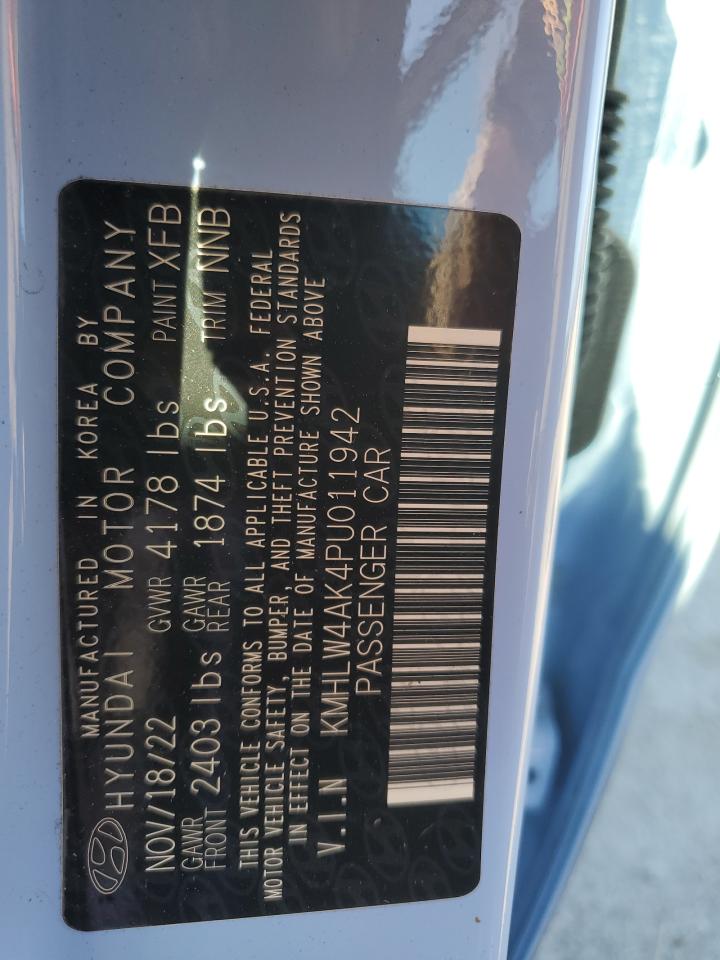 MANUFACTURED IN KOREA BY
HYUNDAI MOTOR COMPANY
NOV/18/22 GVWR 4178 lbs PAINT XFB
GAWR FRONT 2403 lbs GAWR REAR 1874 lbs TRIM NNB
THIS VEHICLE CONFORMS TO ALL APPLICABLE U.S.A. FEDERAL
MOTOR VEHICLE SAFETY, BUMPER, AND THEFT PREVENTION STANDARDS
IN EFFECT ON THE DATE OF MANUFACTURE SHOWN ABOVE
V.I.N KMHLW4AK4PU011942
PASSENGER CAR